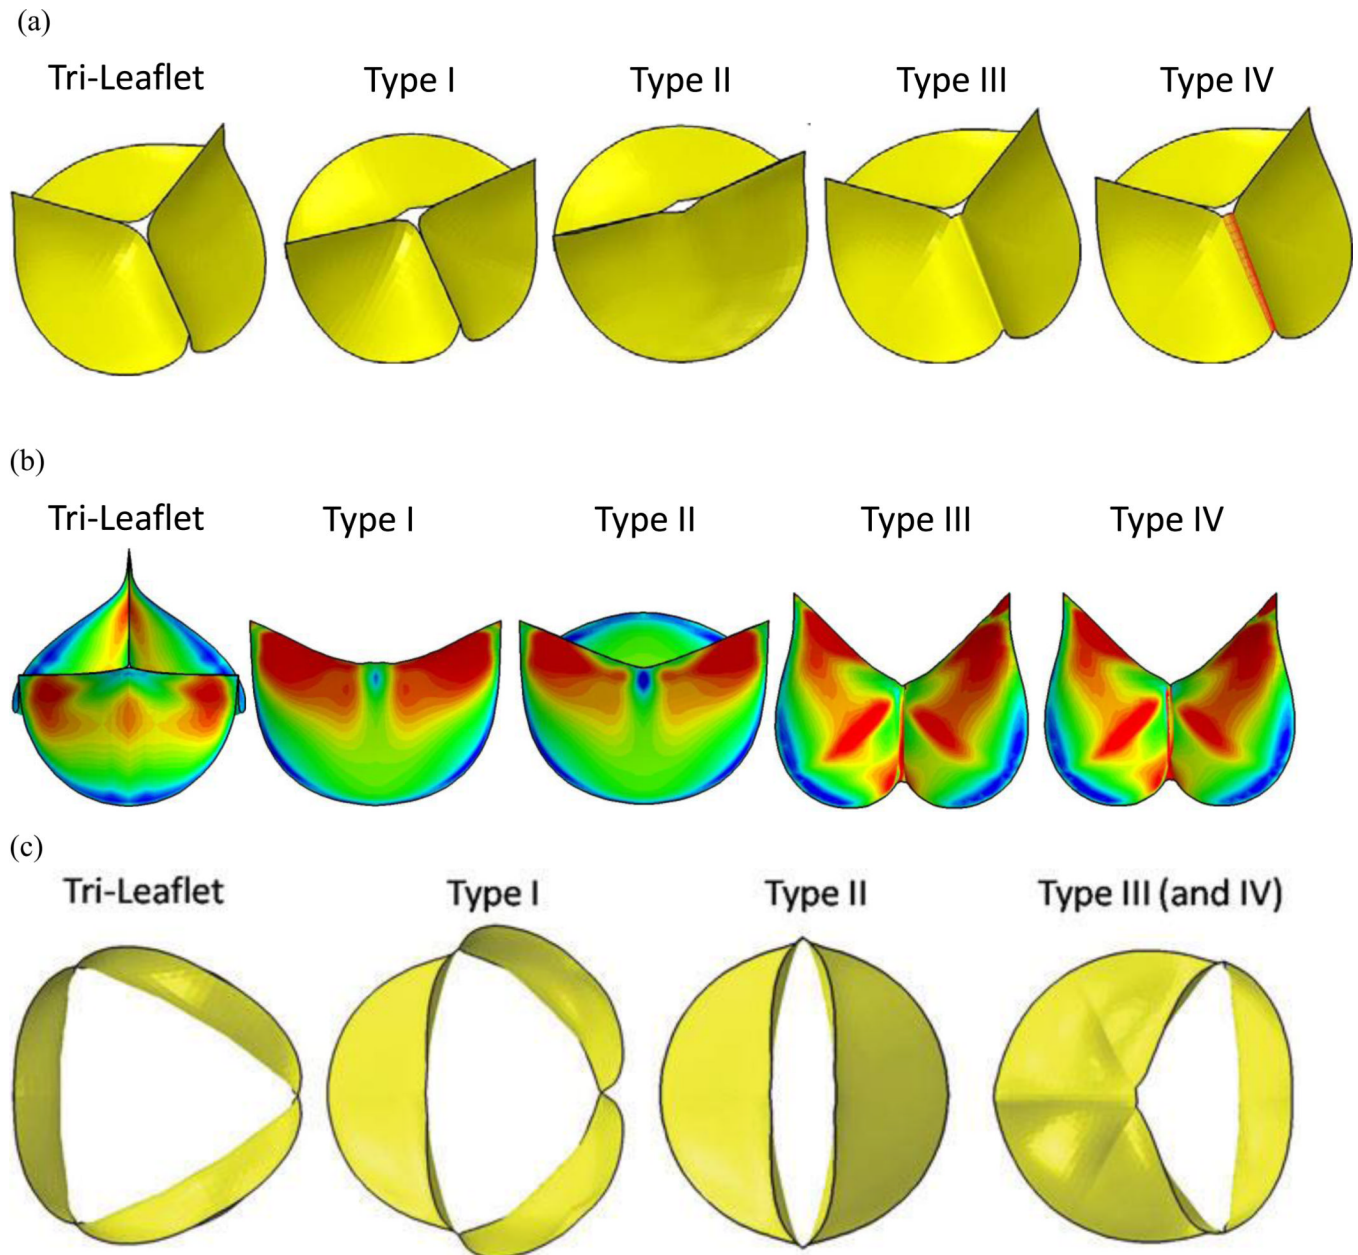 (a)
Tri-Leaflet Type I Type II Type III Type IV
(b)
Tri-Leaflet Type I Type II Type III Type IV
(c)
Tri-Leaflet Type I Type II Type III (and IV)